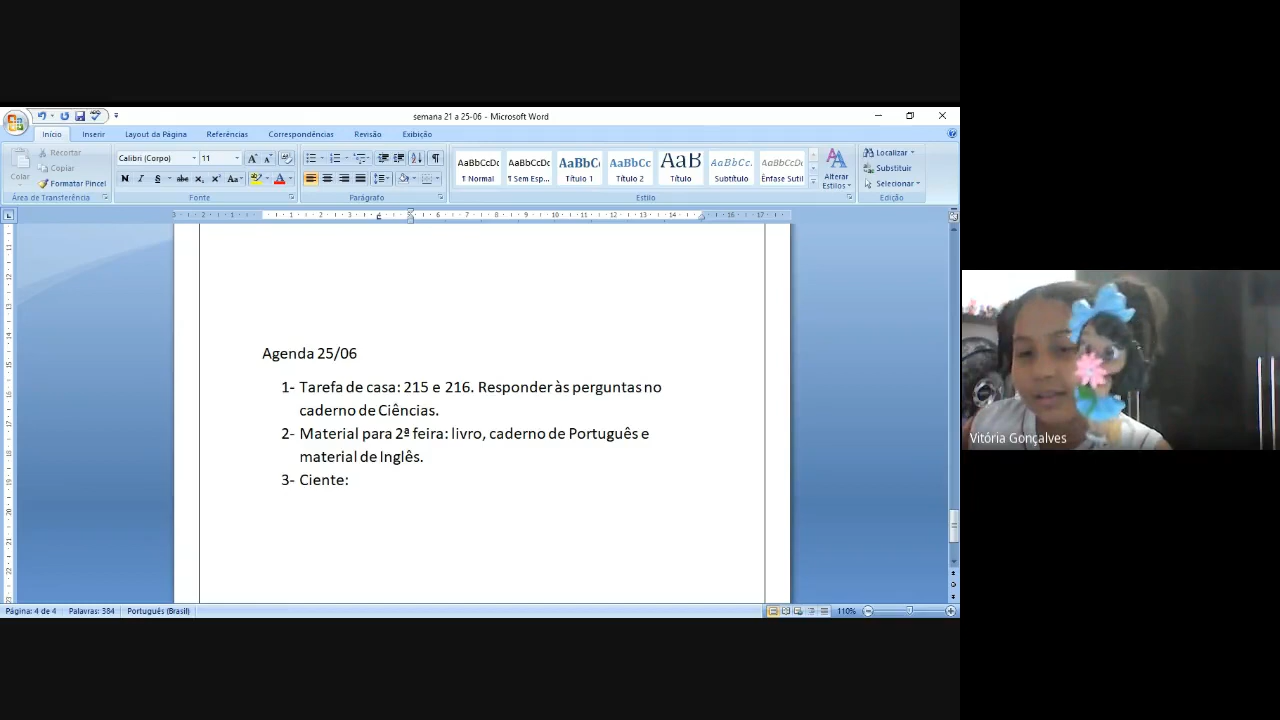 semana 21 a 25-06 - Microsoft Word
Início Inserir Layout da Página Referências Correspondências Revisão Exibição
Colar
Recortar
Copiar
Formatar Pincel
Área de Transferência
Calibri (Corpo) 11
Fonte
Parágrafo
AaBbCcDc AaBbCcDc AaBbC AaBbCc AaB AaBbCc. AaBbCcDc
¶ Normal ¶ Sem Esp... Título 1 Título 2 Título Subtítulo Ênfase Sutil
Alterar Estilos
Estilo
Localizar
Substituir
Selecionar
Edição
Agenda 25/06
1- Tarefa de casa: 215 e 216. Responder às perguntas no
caderno de Ciências.
2- Material para 2ª feira: livro, caderno de Português e
material de Inglês.
3- Ciente:
Vitória Gonçalves
Página: 4 de 4 Palavras: 384 Português (Brasil) 110%